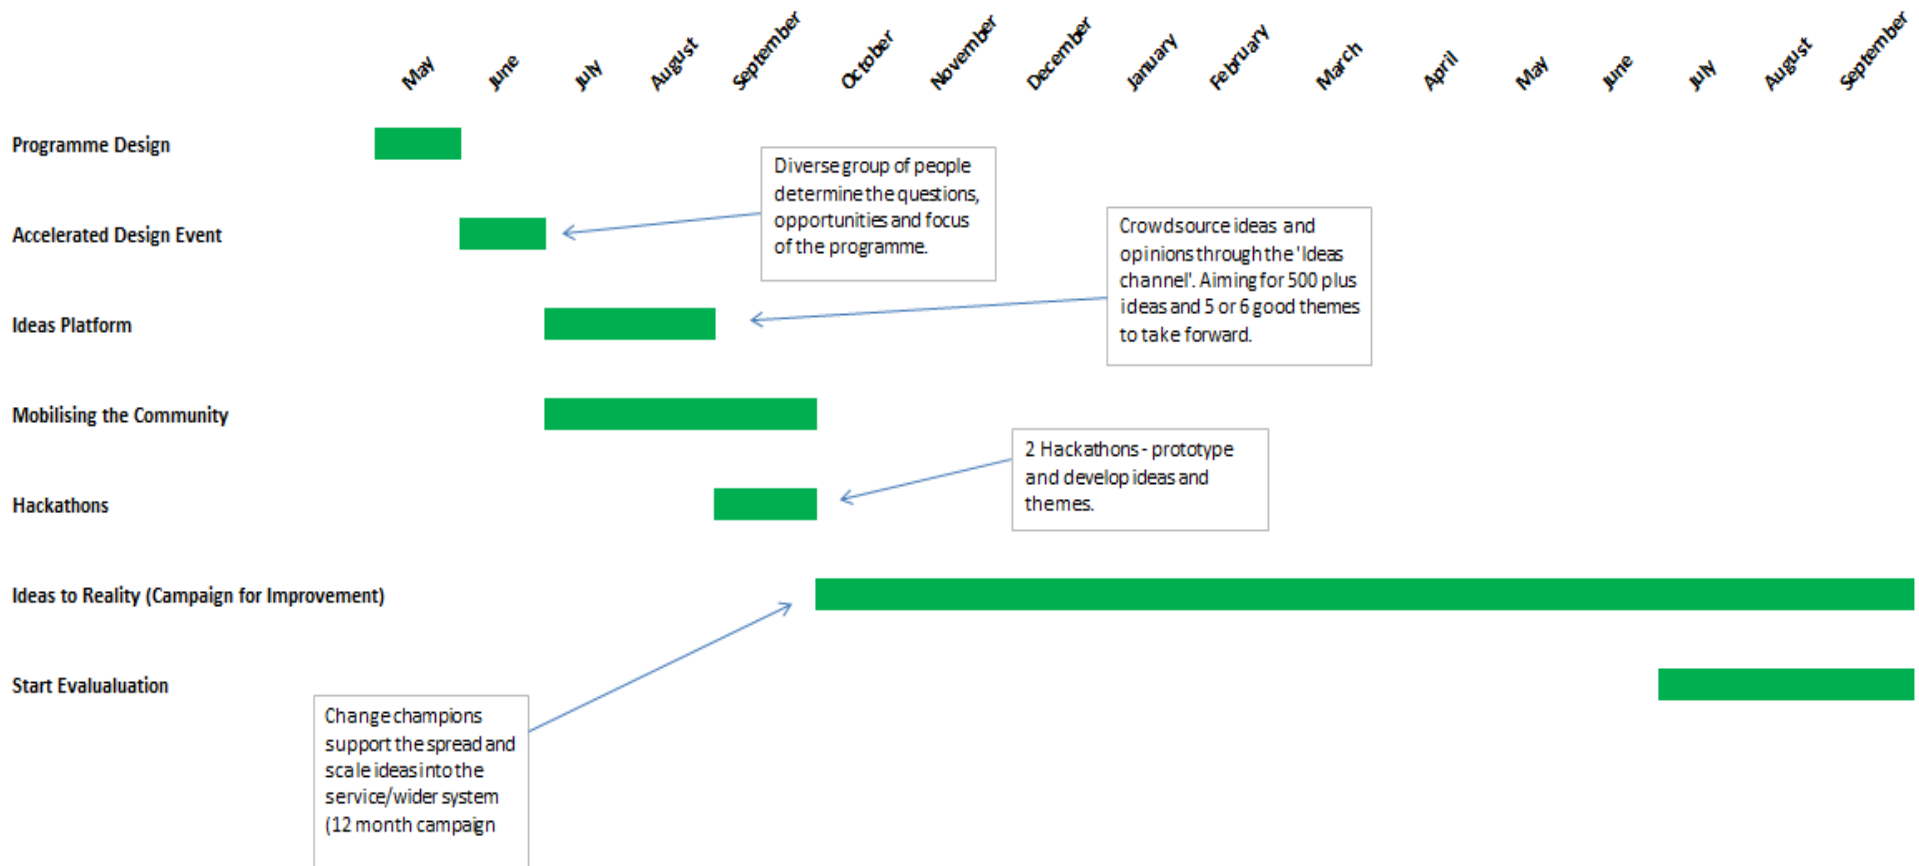 May June July August September October November December January February March April May June July August September
Programme Design
Diverse group of people
determine the questions,
opportunities and focus
of the programme.
Accelerated Design Event
Crowdsource ideas and
opinions through the 'Ideas
channel'. Aiming for 500 plus
ideas and 5 or 6 good themes
to take forward.
Ideas Platform
Mobilising the Community
2 Hackathons - prototype
and develop ideas and
themes.
Hackathons
Ideas to Reality (Campaign for Improvement)
Start Evalualuation
Change champions
support the spread and
scale ideas into the
service/wider system
(12 month campaign